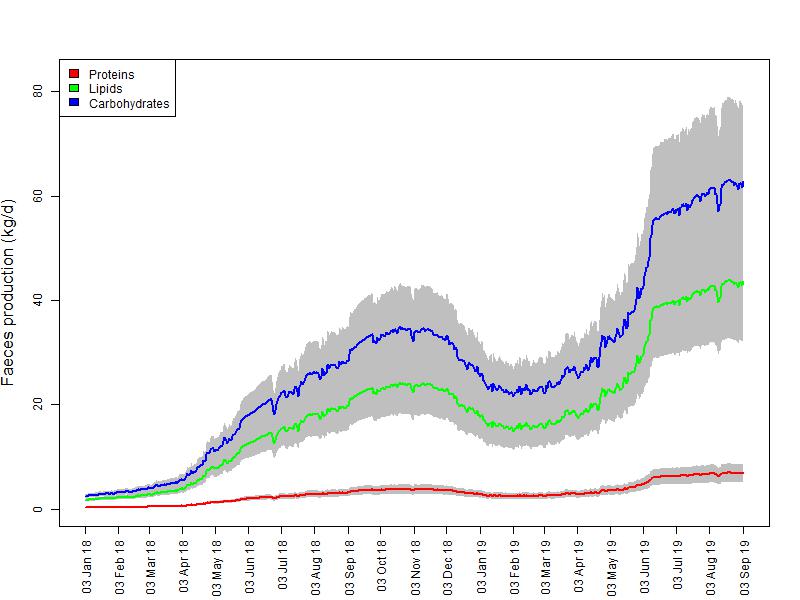 Proteins
Lipids
Carbohydrates
Faeces production (kg/d)
80
60
40
20
0
03 Jan 18
03 Feb 18
03 Mar 18
03 Apr 18
03 May 18
03 Jun 18
03 Jul 18
03 Aug 18
03 Sep 18
03 Oct 18
03 Nov 18
03 Dec 18
03 Jan 19
03 Feb 19
03 Mar 19
03 Apr 19
03 May 19
03 Jun 19
03 Jul 19
03 Aug 19
03 Sep 19